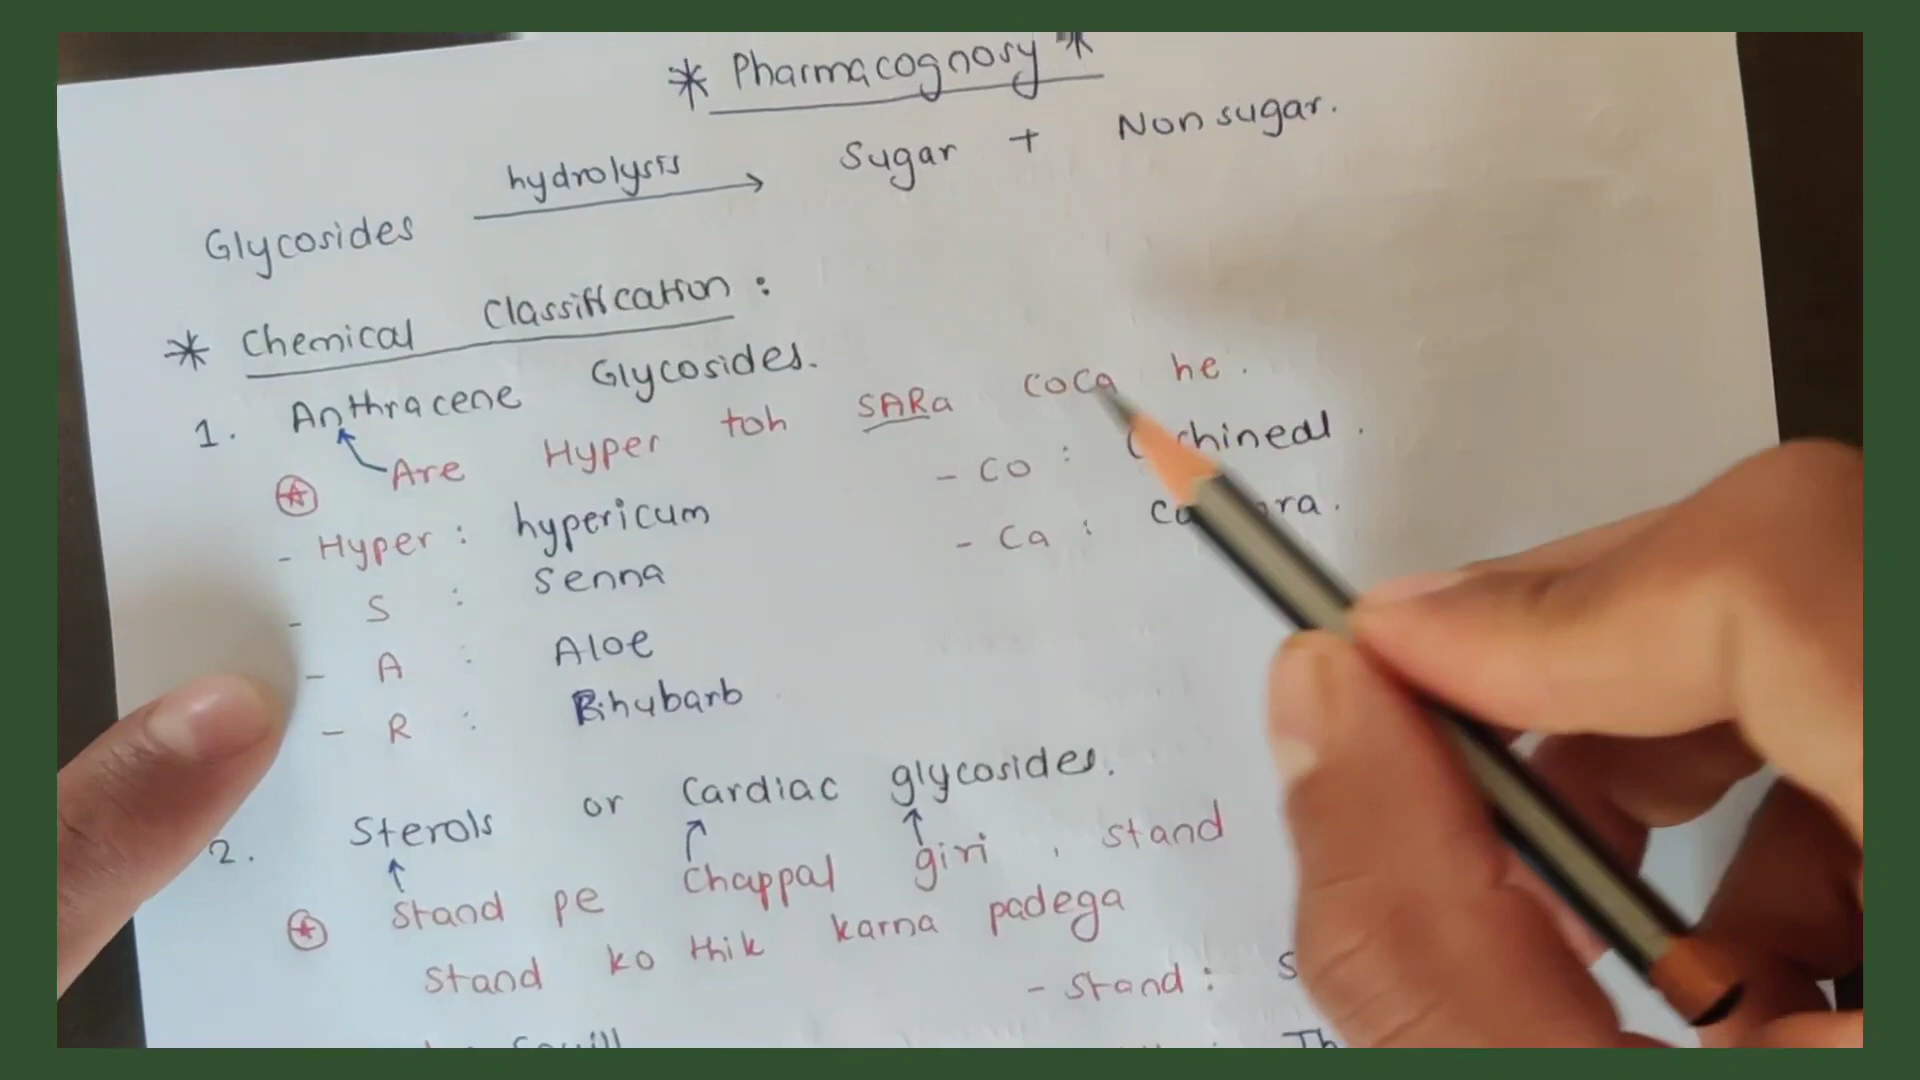 * Pharmacognosy *
Glycosides hydrolysis → Sugar + Non sugar.
* Chemical Classification :
1. Anthracene Glycosides.
Are Hyper toh SARa coca he.
- Hyper : hypericum
- S : Senna
- A : Aloe
- R : Rhubarb
- Co :
- Ca :
2. Sterols or Cardiac glycosides.
Stand pe Chappal giri , stand
Stand ko thik karna padega
- Stand :